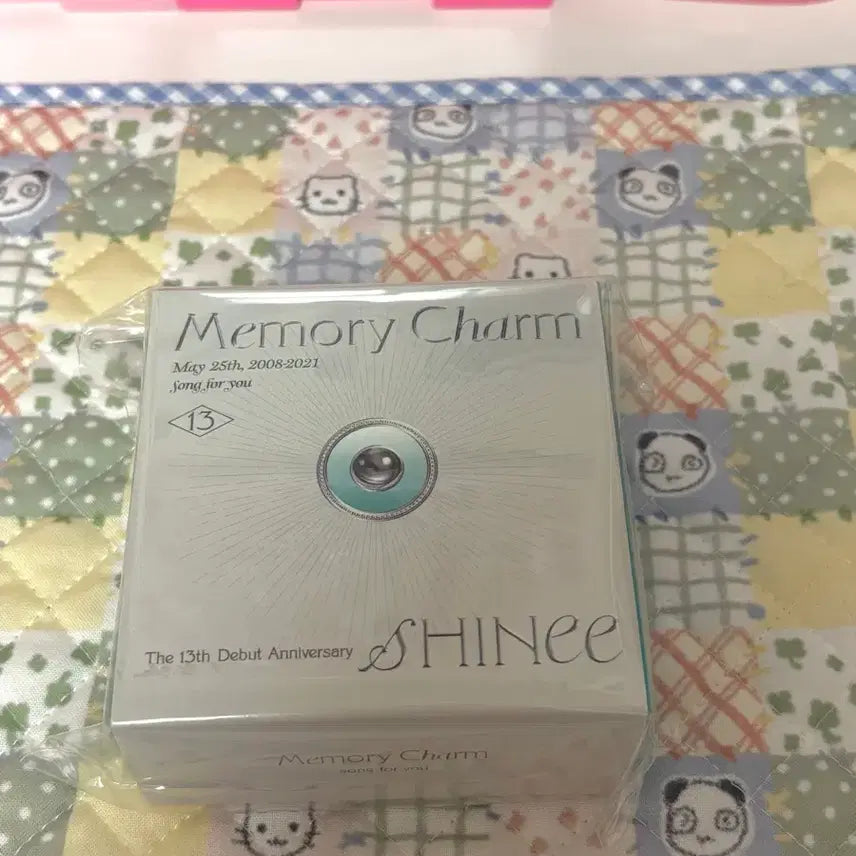 Memory Charm
May 25th, 2008-2021
Song for you
13
The 13th Debut Anniversary SHINee
Memory Charm
song for you